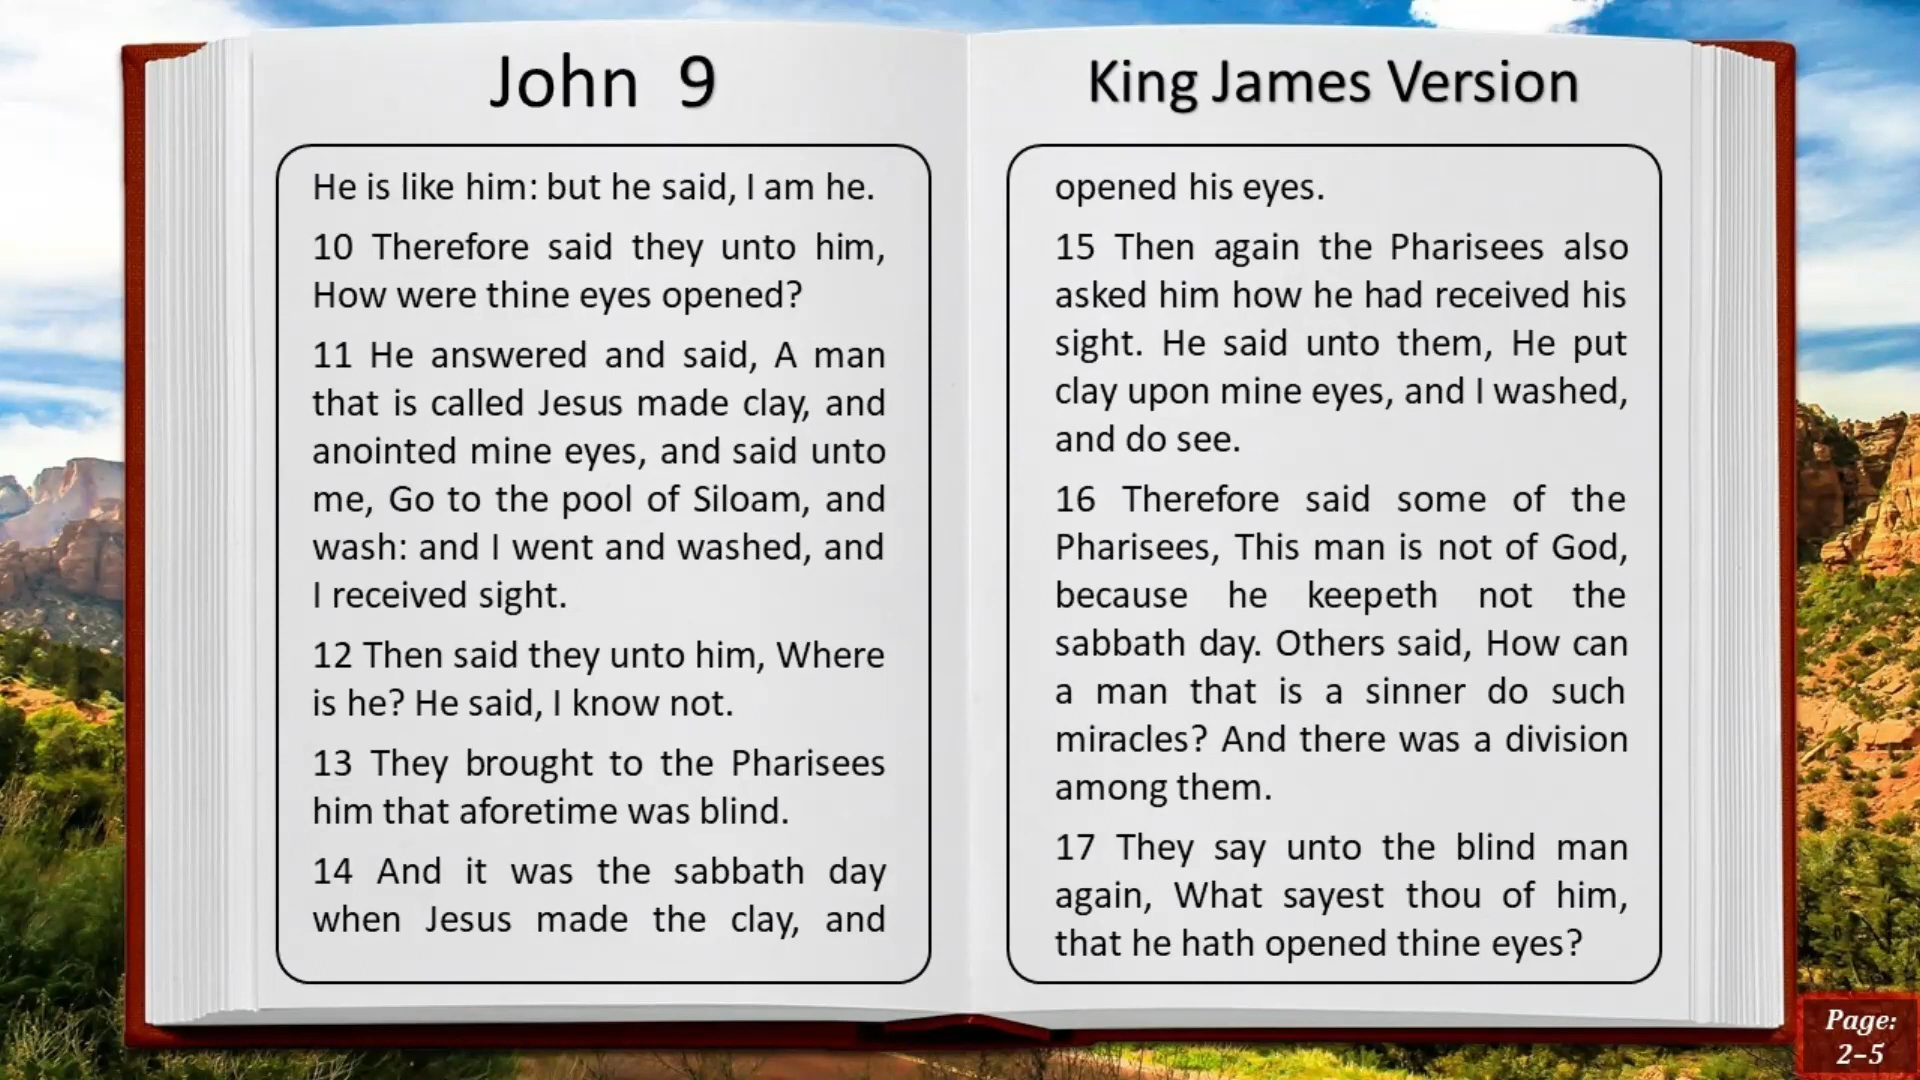 John 9
He is like him: but he said, I am he.
10 Therefore said they unto him,
How were thine eyes opened?
11 He answered and said, A man
that is called Jesus made clay, and
anointed mine eyes, and said unto
me, Go to the pool of Siloam, and
wash: and I went and washed, and
I received sight.
12 Then said they unto him, Where
is he? He said, I know not.
13 They brought to the Pharisees
him that aforetime was blind.
14 And it was the sabbath day
when Jesus made the clay, and
King James Version
opened his eyes.
15 Then again the Pharisees also
asked him how he had received his
sight. He said unto them, He put
clay upon mine eyes, and I washed,
and do see.
16 Therefore said some of the
Pharisees, This man is not of God,
because he keepeth not the
sabbath day. Others said, How can
a man that is a sinner do such
miracles? And there was a division
among them.
17 They say unto the blind man
again, What sayest thou of him,
that he hath opened thine eyes?
Page:
2–5